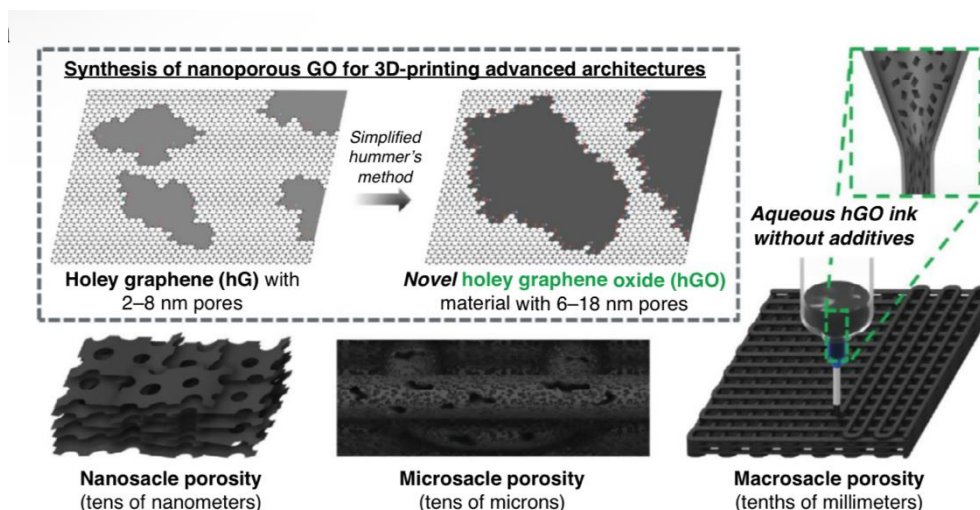 Synthesis of nanoporous GO for 3D-printing advanced architectures
Simplified
hummer's
method
Holey graphene (hG) with
2–8 nm pores
Novel holey graphene oxide (hGO)
material with 6–18 nm pores
Aqueous hGO ink
without additives
Nanosacle porosity
(tens of nanometers)
Microsacle porosity
(tens of microns)
Macrosacle porosity
(tenths of millimeters)